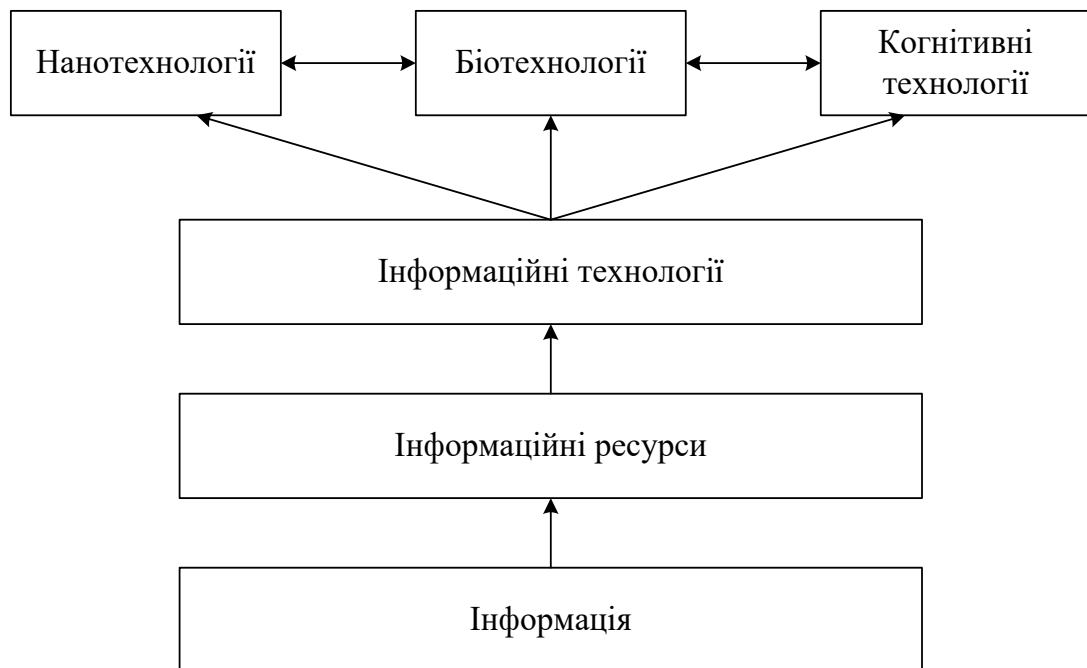 Нанотехнології
Біотехнології
Когнітивні
технології
Інформаційні технології
Інформаційні ресурси
Інформація